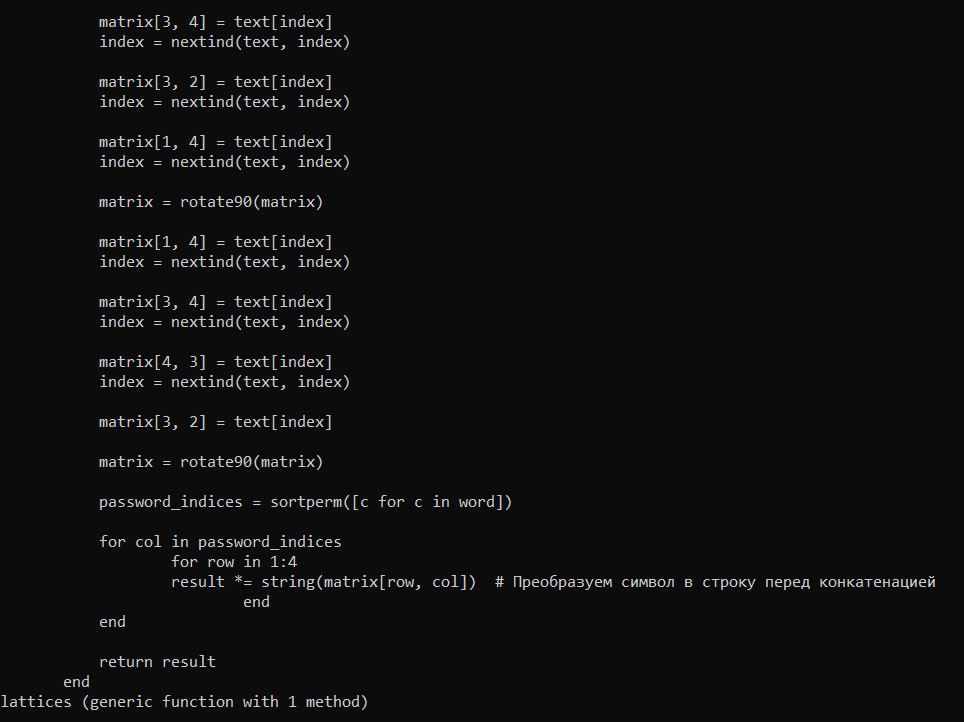 matrix[3, 4] = text[index]
index = nextind(text, index)
matrix[3, 2] = text[index]
index = nextind(text, index)
matrix[1, 4] = text[index]
index = nextind(text, index)
matrix = rotate90(matrix)
matrix[1, 4] = text[index]
index = nextind(text, index)
matrix[3, 4] = text[index]
index = nextind(text, index)
matrix[4, 3] = text[index]
index = nextind(text, index)
matrix[3, 2] = text[index]
matrix = rotate90(matrix)
password_indices = sortperm([c for c in word])
for col in password_indices
for row in 1:4
result *= string(matrix[row, col])  # Преобразуем символ в строку перед конкатенацией
end
end
return result
end
lattices (generic function with 1 method)